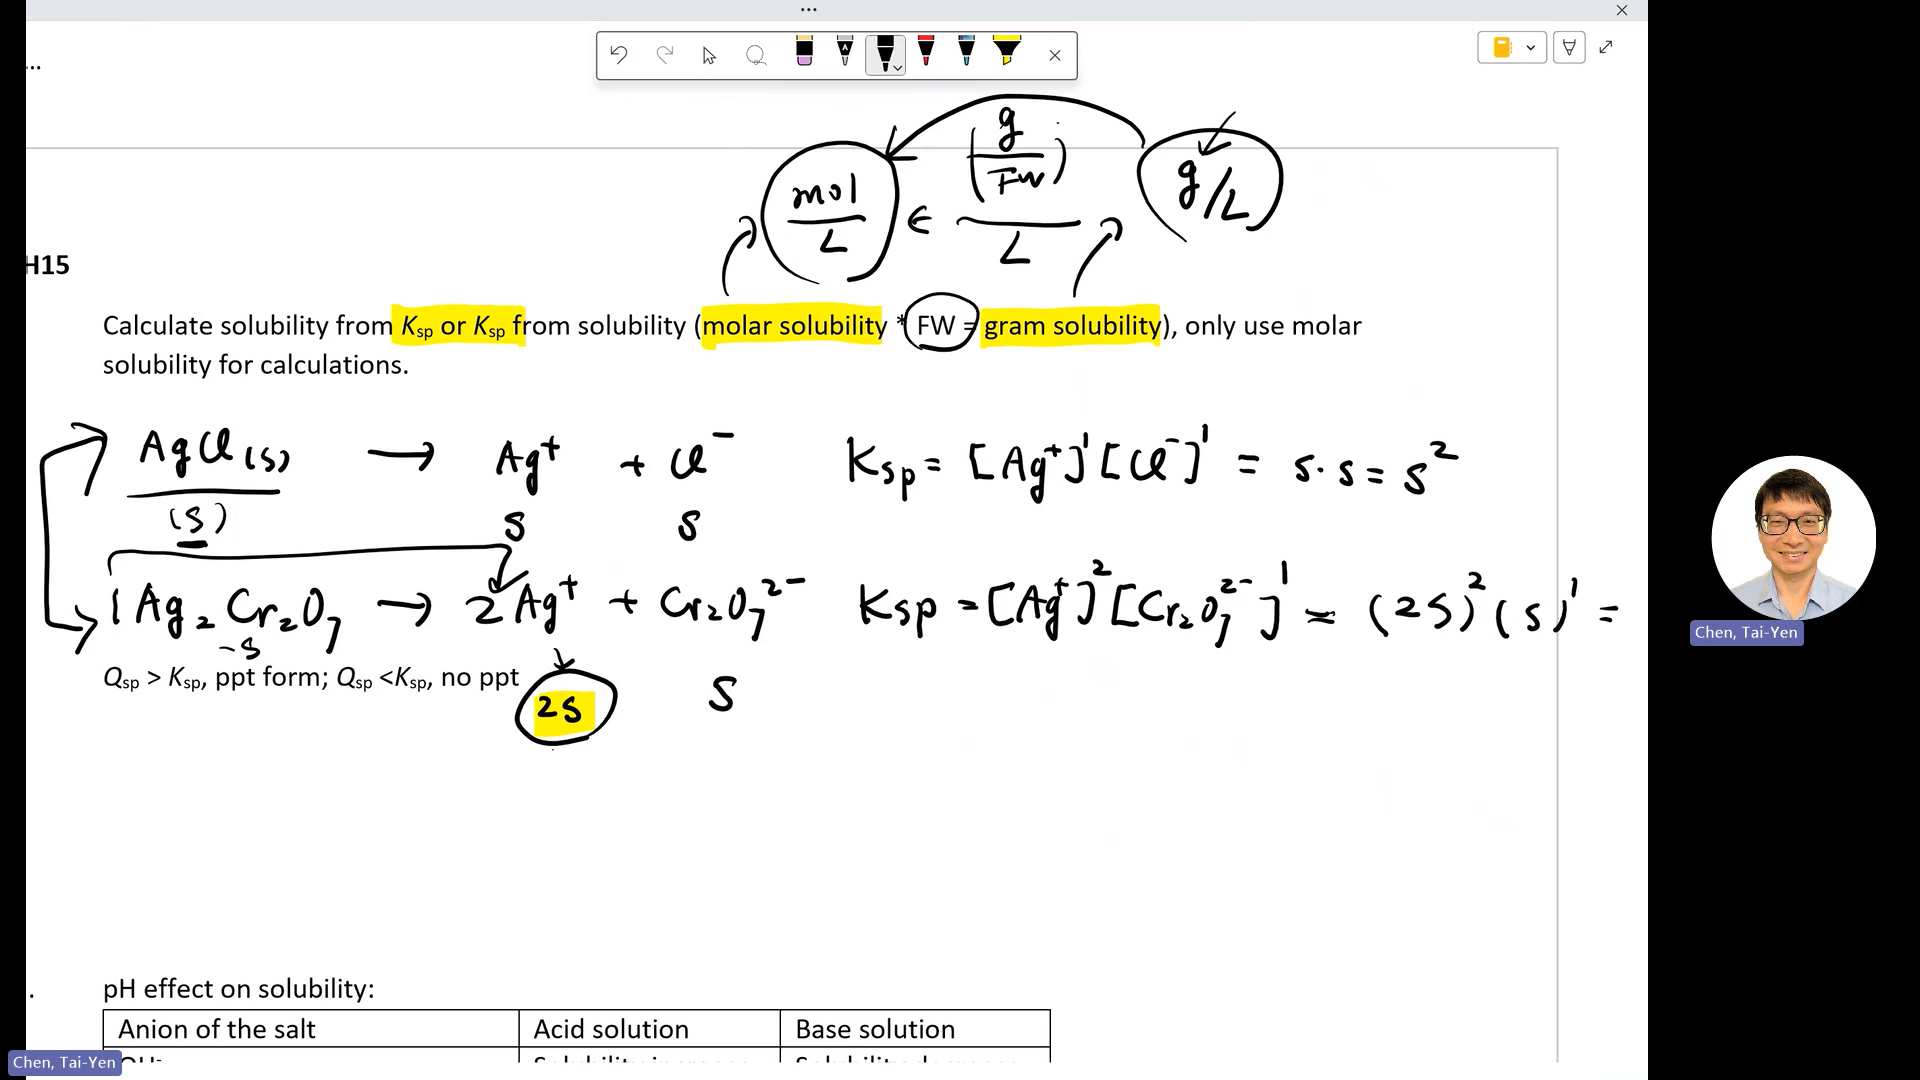 ...
...
mol/L ∈ (g/FW)/L g/L
H15
Calculate solubility from Ksp or Ksp from solubility (molar solubility * FW = gram solubility), only use molar
solubility for calculations.
AgCl(s) → Ag⁺ + Cl⁻ Ksp = [Ag⁺]¹[Cl⁻]¹ = s·s = s²
(s) s s
1 Ag₂Cr₂O₇ → 2Ag⁺ + Cr₂O₇²⁻ Ksp = [Ag⁺]²[Cr₂O₇²⁻]¹ = (2s)²(s)¹ =
-s
Qsp > Ksp, ppt form; Qsp <Ksp, no ppt
2s s
. pH effect on solubility:
Anion of the salt Acid solution Base solution
Chen, Tai-Yen
Chen, Tai-Yen